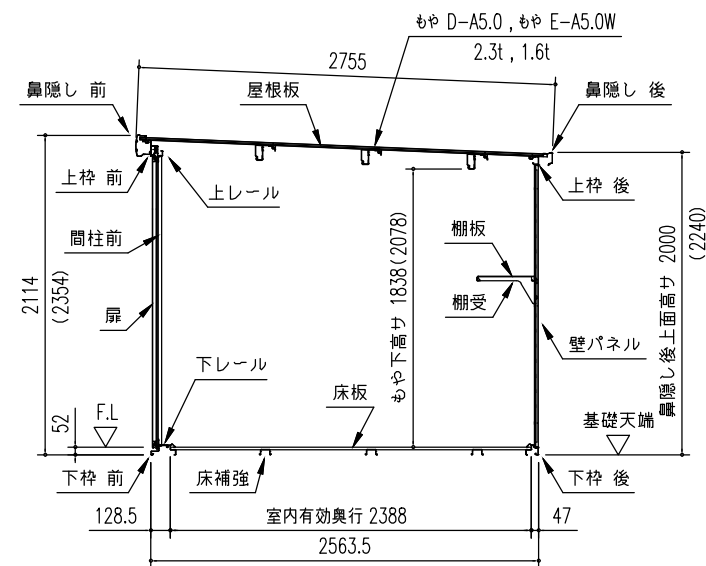 もや D-A5.0 , もや E-A5.0W
2.3t , 1.6t
2755
鼻隠し 前
屋根板
鼻隠し 後
上枠 前
上レール
上枠 後
間柱前
棚板
棚受
扉
壁パネル
2114
(2354)
もや下高サ 1838(2078)
鼻隠し後上面高サ 2000
(2240)
下レール
床板
52
F.L
基礎天端
下枠 前
床補強
下枠 後
128.5
室内有効奥行 2388
47
2563.5